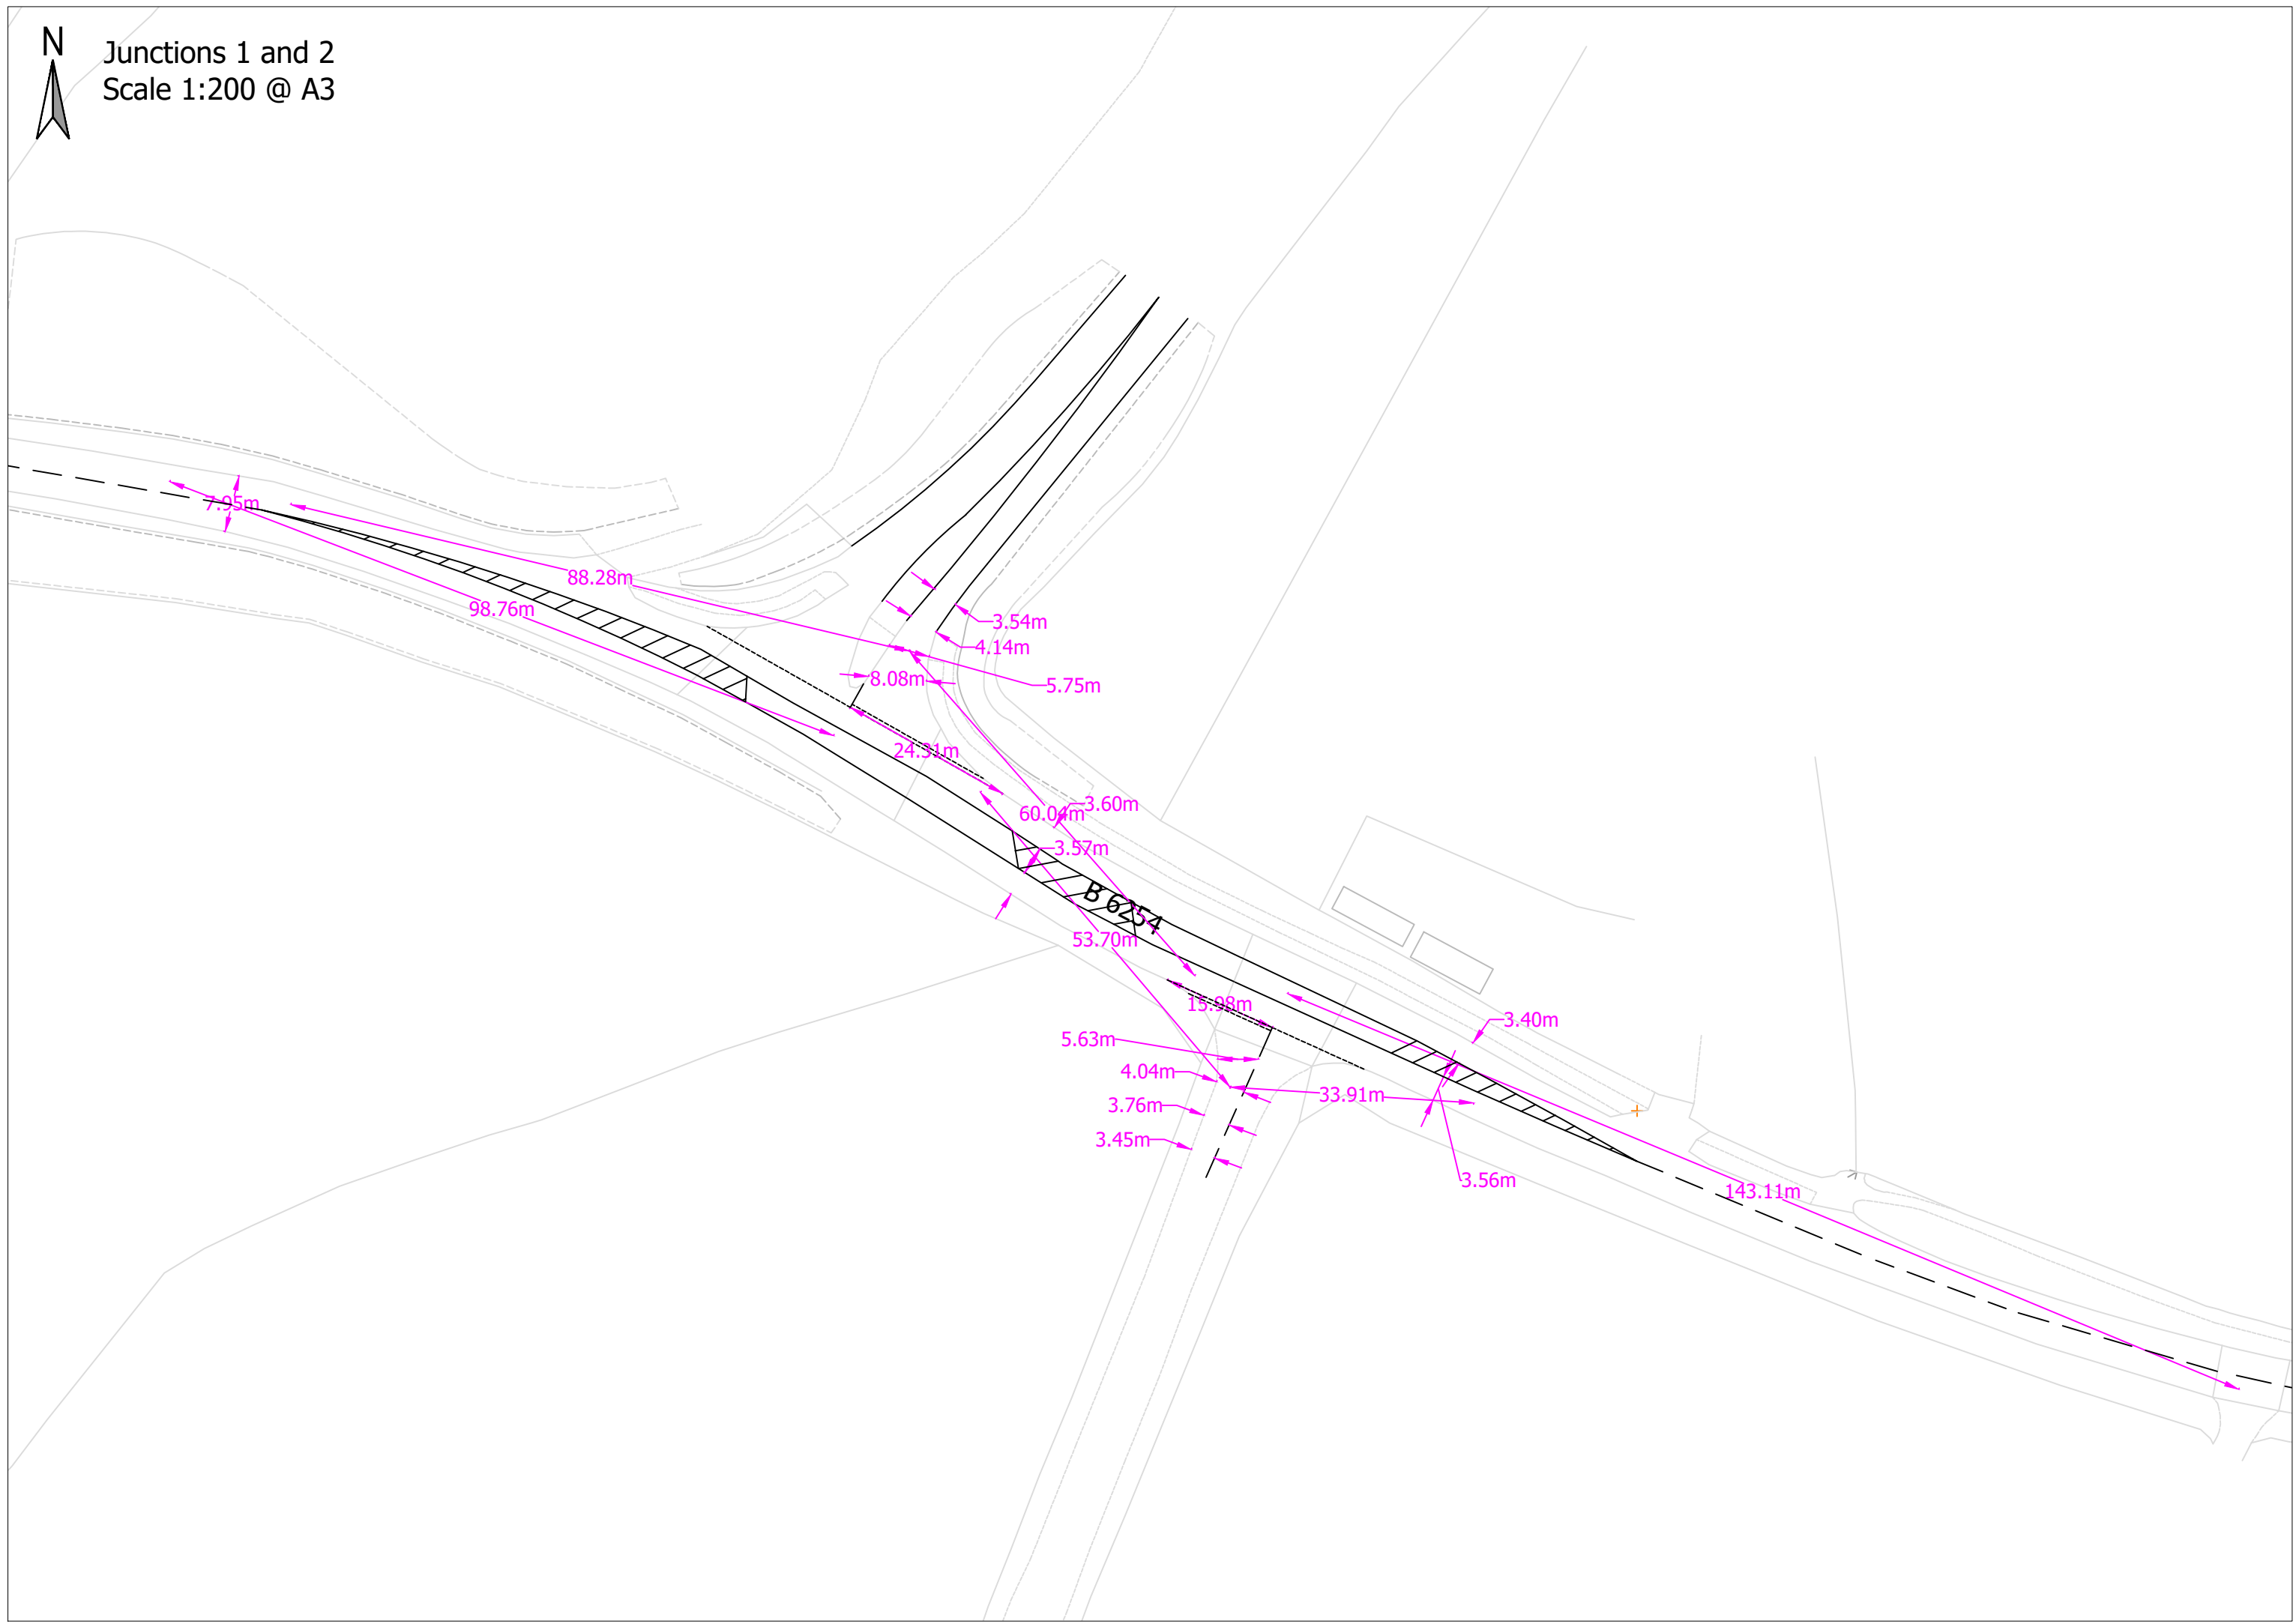 N
Junctions 1 and 2
Scale 1:200 @ A3
7.95m
88.28m
98.76m
3.54m
4.14m
8.08m
5.75m
24.31m
3.60m
60.04m
3.57m
B 6254
53.70m
15.98m
3.40m
5.63m
4.04m
33.91m
3.76m
3.45m
3.56m
143.11m